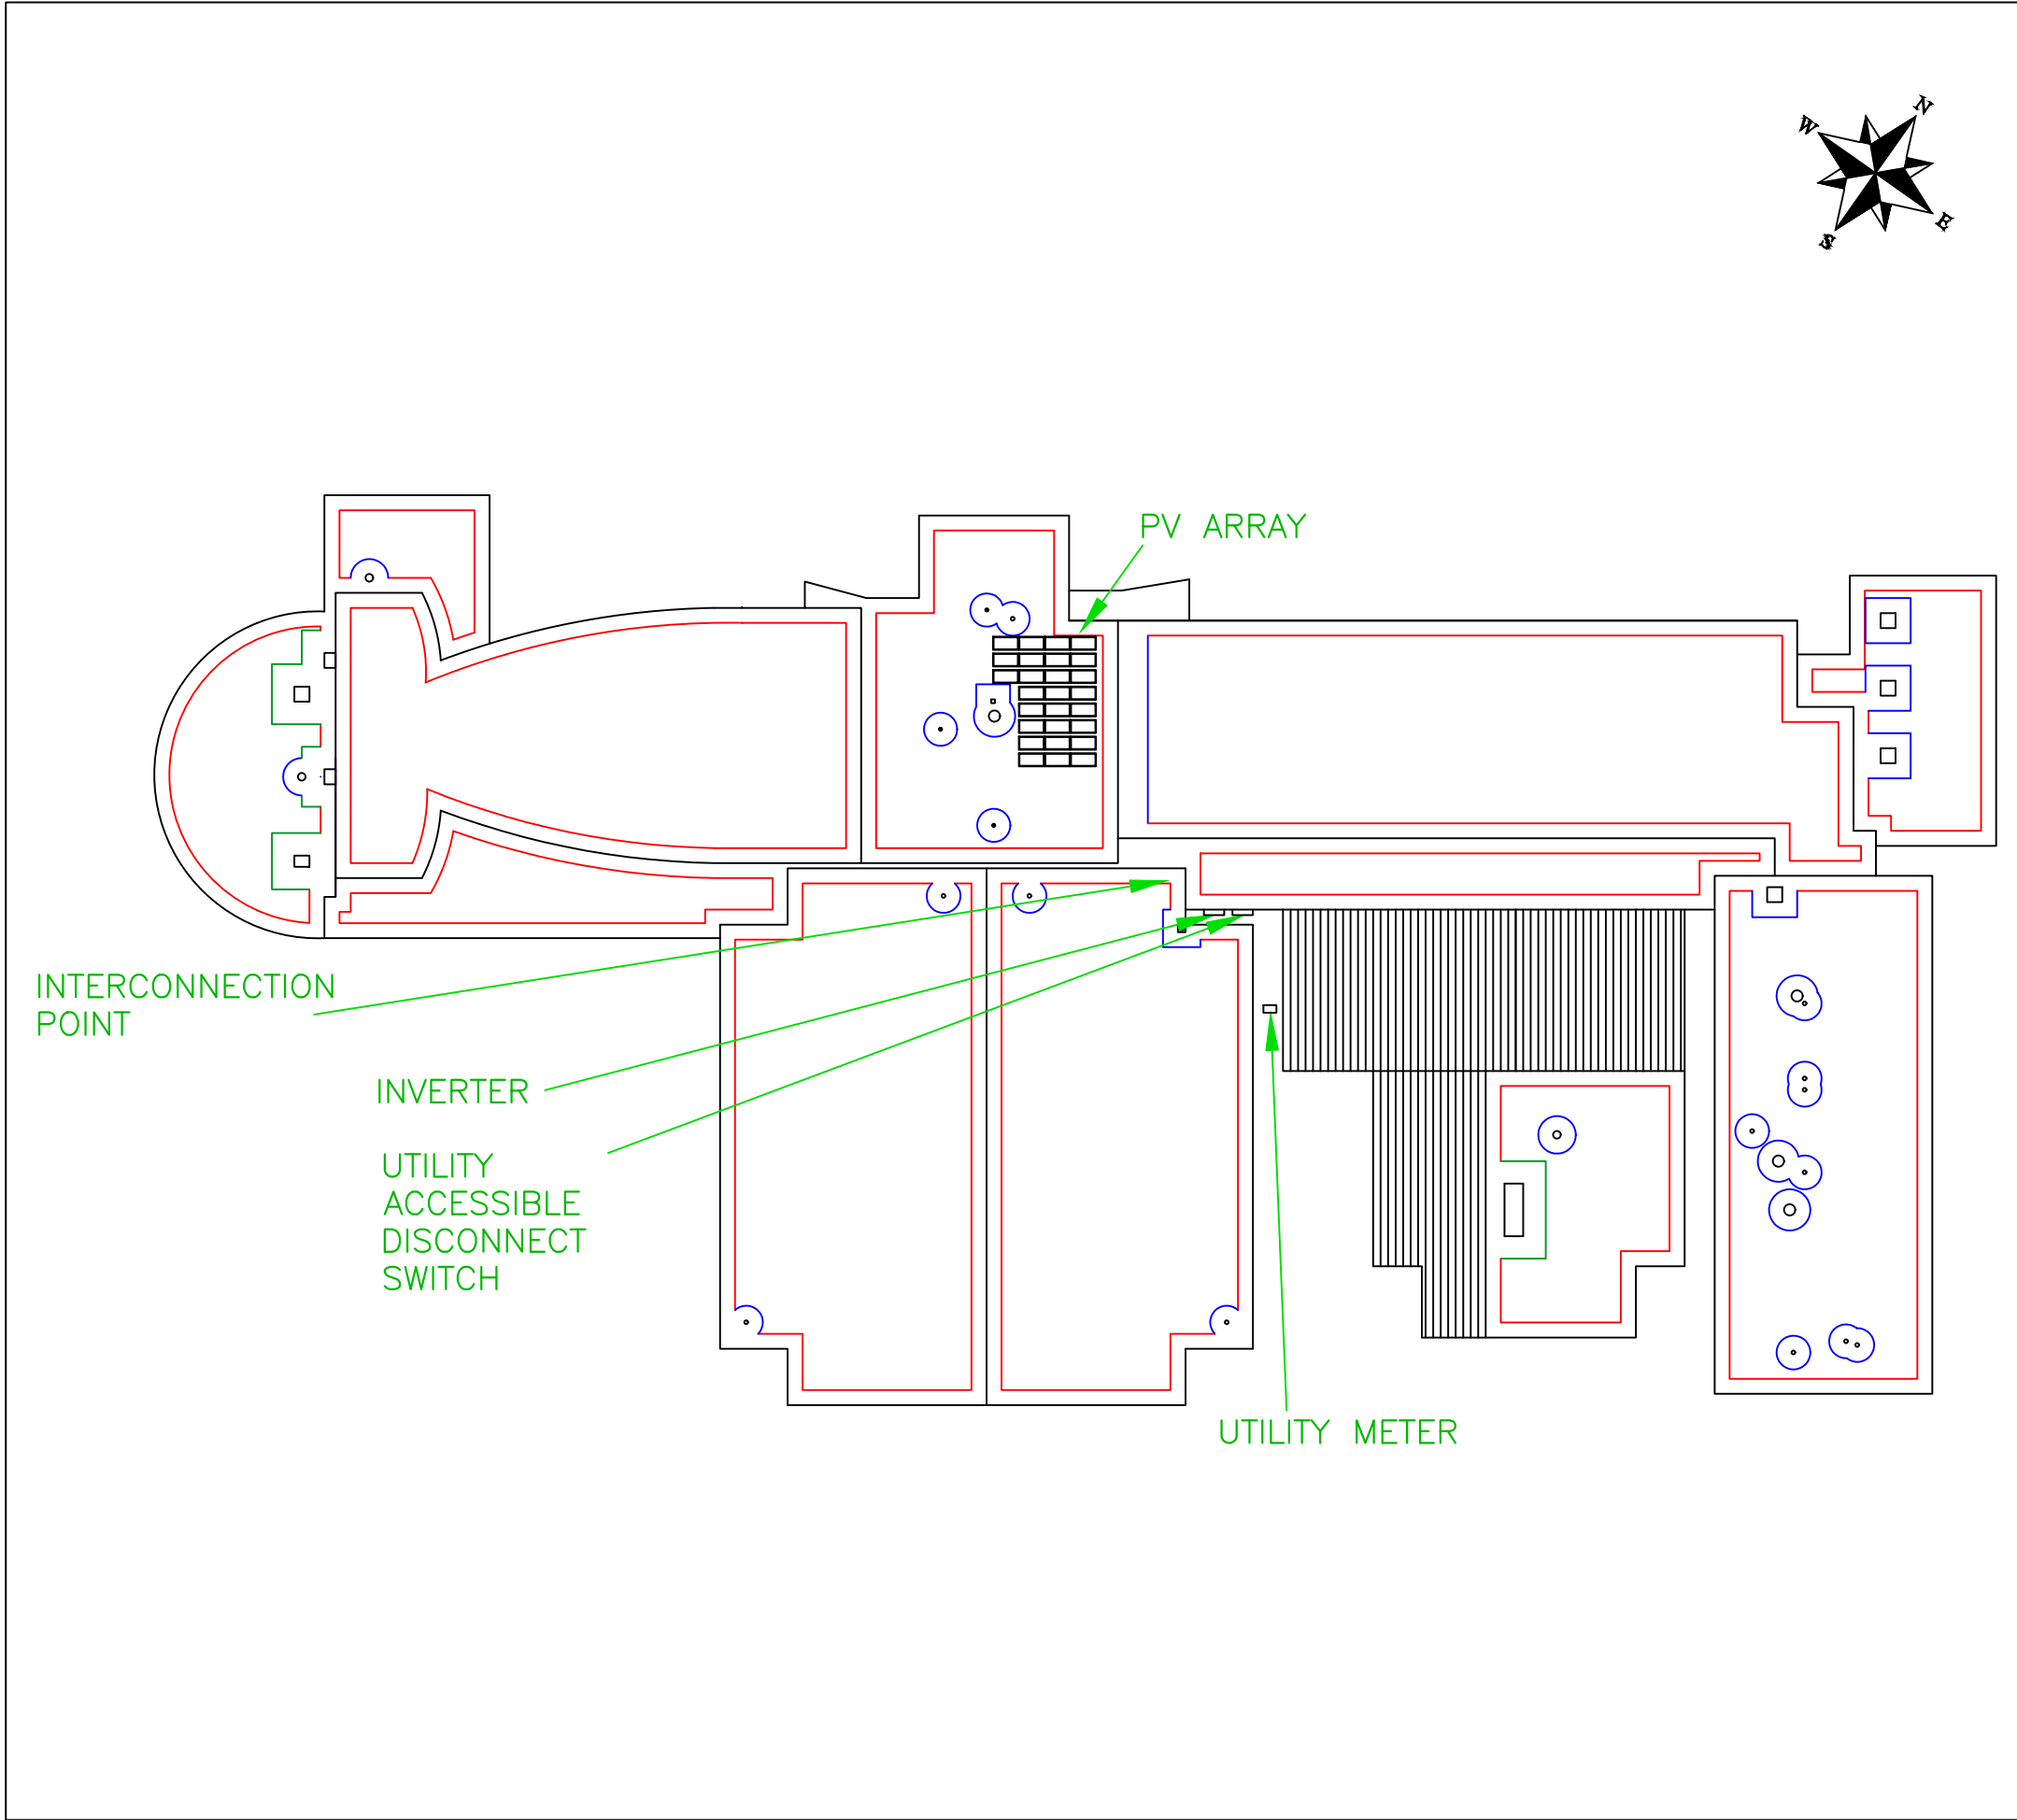 N
W
E
S
PV ARRAY
INTERCONNECTION
POINT
INVERTER
UTILITY
ACCESSIBLE
DISCONNECT
SWITCH
UTILITY METER